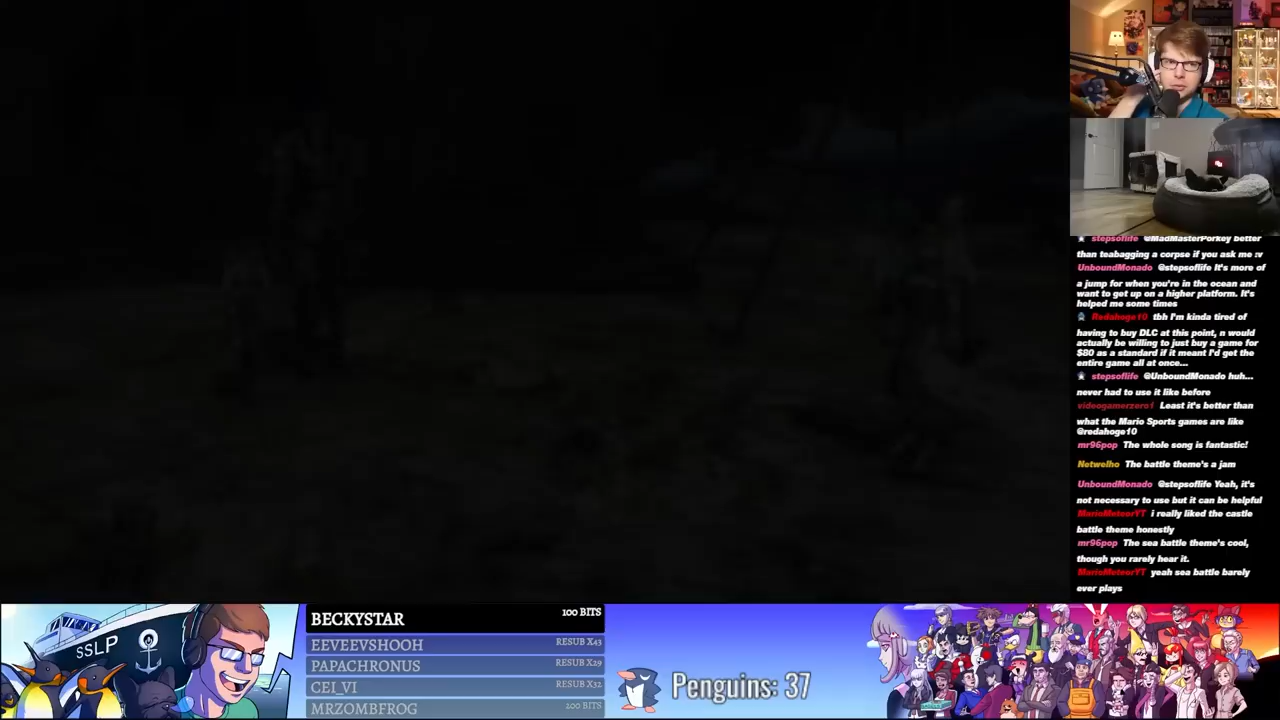 stepsoflife @MadMasterPorkey better
than teabagging a corpse if you ask me :v
UnboundMonado @stepsoflife It's more of
a jump for when you're in the ocean and
want to get up on a higher platform. It's
helped me some times
Redahoge10 tbh I'm kinda tired of
having to buy DLC at this point, n would
actually be willing to just buy a game for
$80 as a standard if it meant I'd get the
entire game all at once...
stepsoflife @UnboundMonado huh...
never had to use it like before
videogamerzero1 Least it's better than
what the Mario Sports games are like
@redahoge10
mr96pop The whole song is fantastic!
Netwelho The battle theme's a jam
UnboundMonado @stepsoflife Yeah, it's
not necessary to use but it can be helpful
MarioMeteorYT i really liked the castle
battle theme honestly
mr96pop The sea battle theme's cool,
though you rarely hear it.
MarioMeteorYT yeah sea battle barely
ever plays
SSLP
BECKYSTAR 100 BITS
EEVEEVSHOOH RESUB X43
PAPACHRONUS RESUB X29
CEI_VI RESUB X32
MRZOMBFROG 200 BITS
Penguins: 37